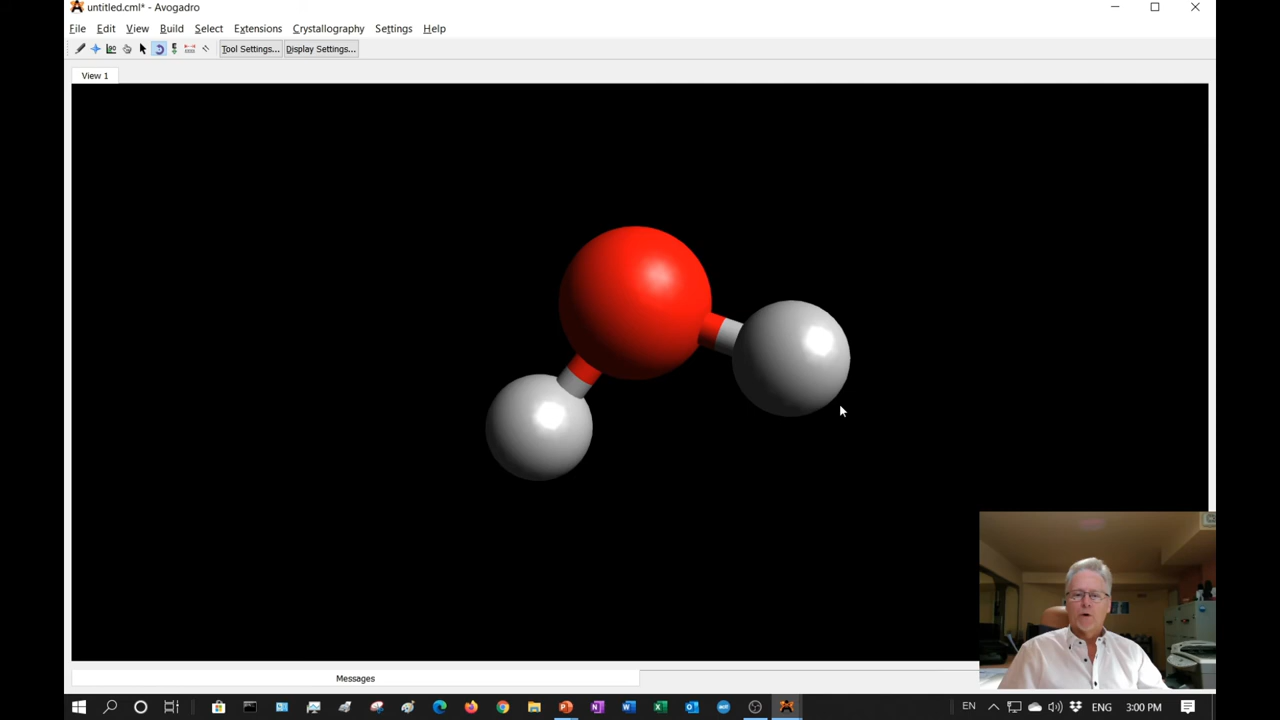 untitled.cml* - Avogadro
File Edit View Build Select Extensions Crystallography Settings Help
Tool Settings... Display Settings...
View 1
Messages
EN ENG 3:00 PM